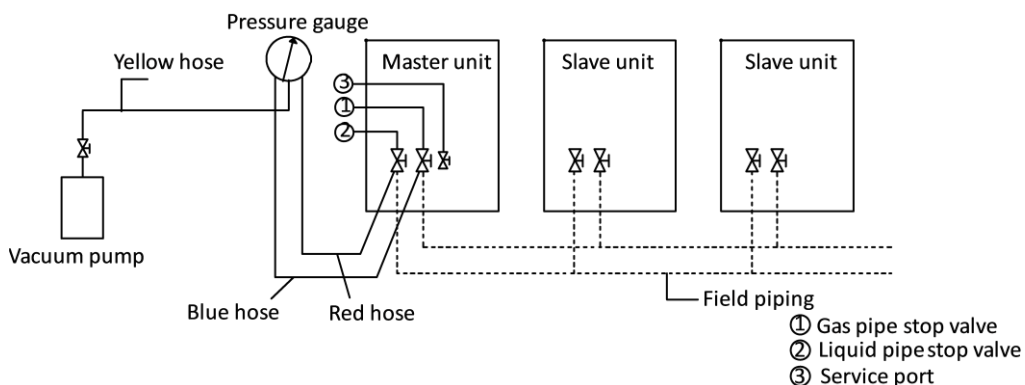 Pressure gauge
Yellow hose
Master unit
Slave unit
Slave unit
③
①
②
Vacuum pump
Blue hose
Red hose
Field piping
① Gas pipe stop valve
② Liquid pipe stop valve
③ Service port